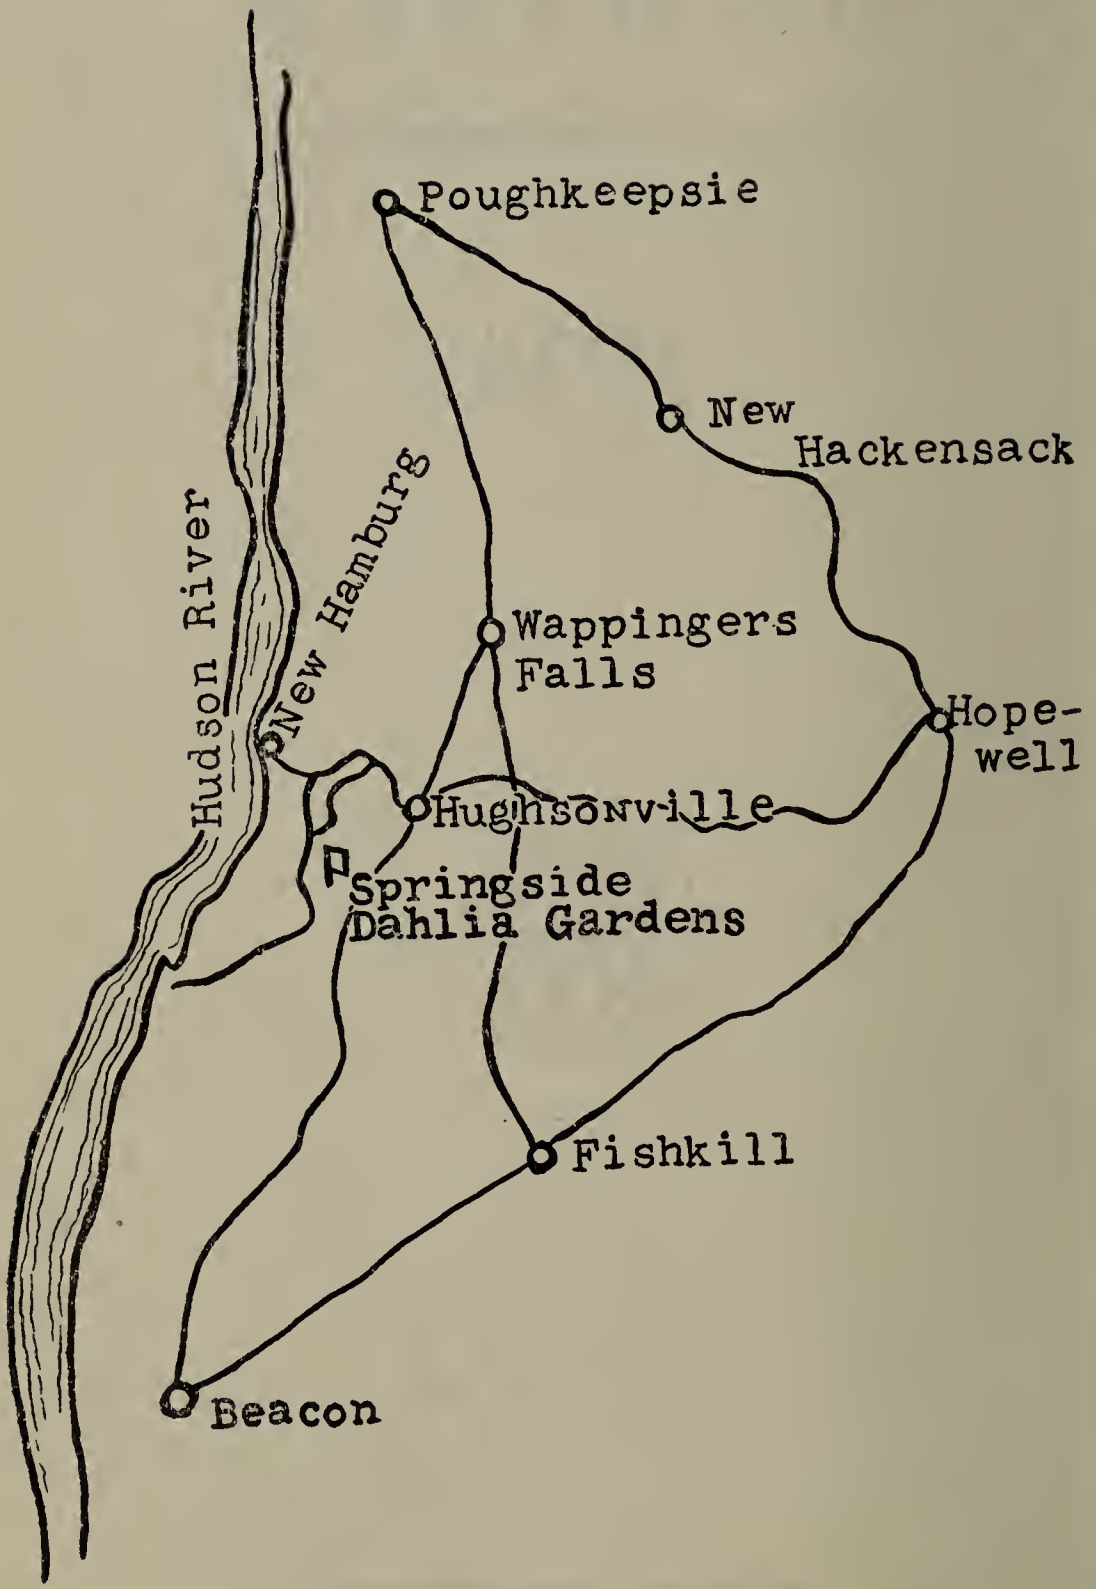 Poughkeepsie
New
Hackensack
New Hamburg
Hudson River
Wappingers
Falls
Hope-
well
Hughsonville
Springside
Dahlia Gardens
Fishkill
Beacon